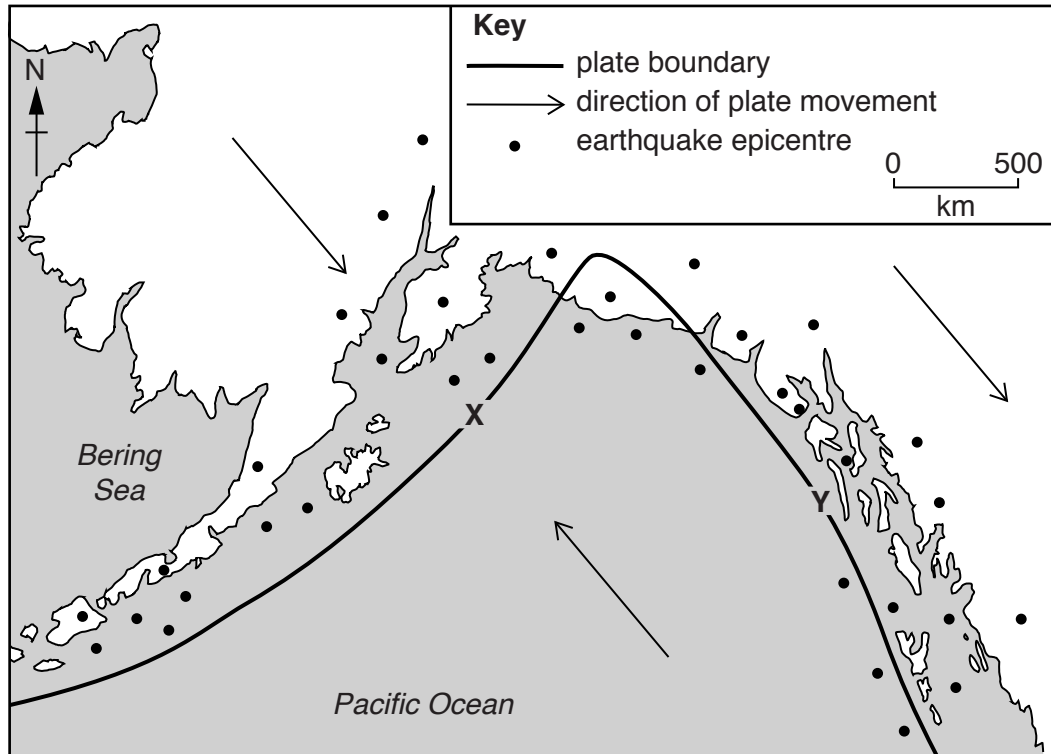 Key
N
plate boundary
direction of plate movement
earthquake epicentre
0 500
km
X
Bering
Sea
Y
Pacific Ocean